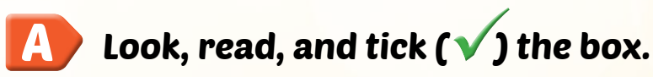 A Look, read, and tick (✓) the box.